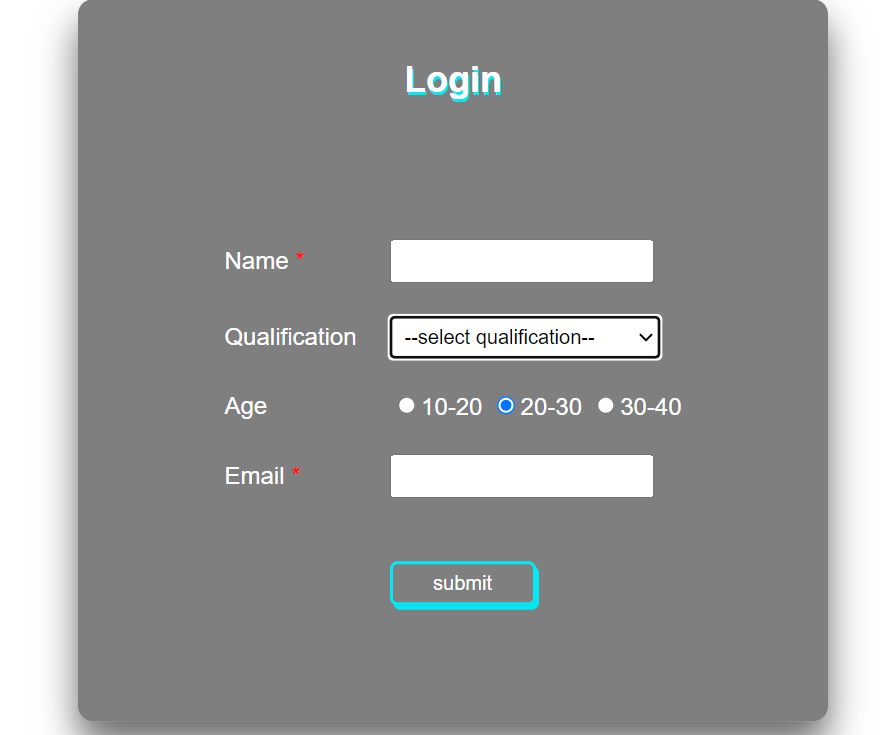 Login
Name *
Qualification --select qualification--
Age 10-20 20-30 30-40
Email *
submit